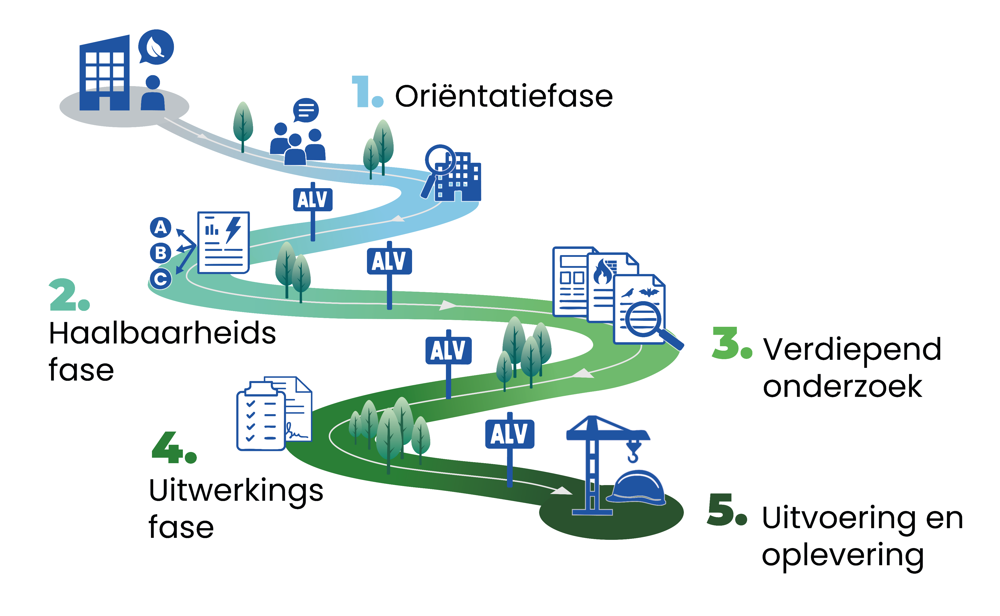 1. Oriëntatiefase
ALV
A
B
C
ALV
2.
Haalbaarheids
fase
3. Verdiepend
onderzoek
ALV
4.
Uitwerkings
fase
ALV
5. Uitvoering en
oplevering